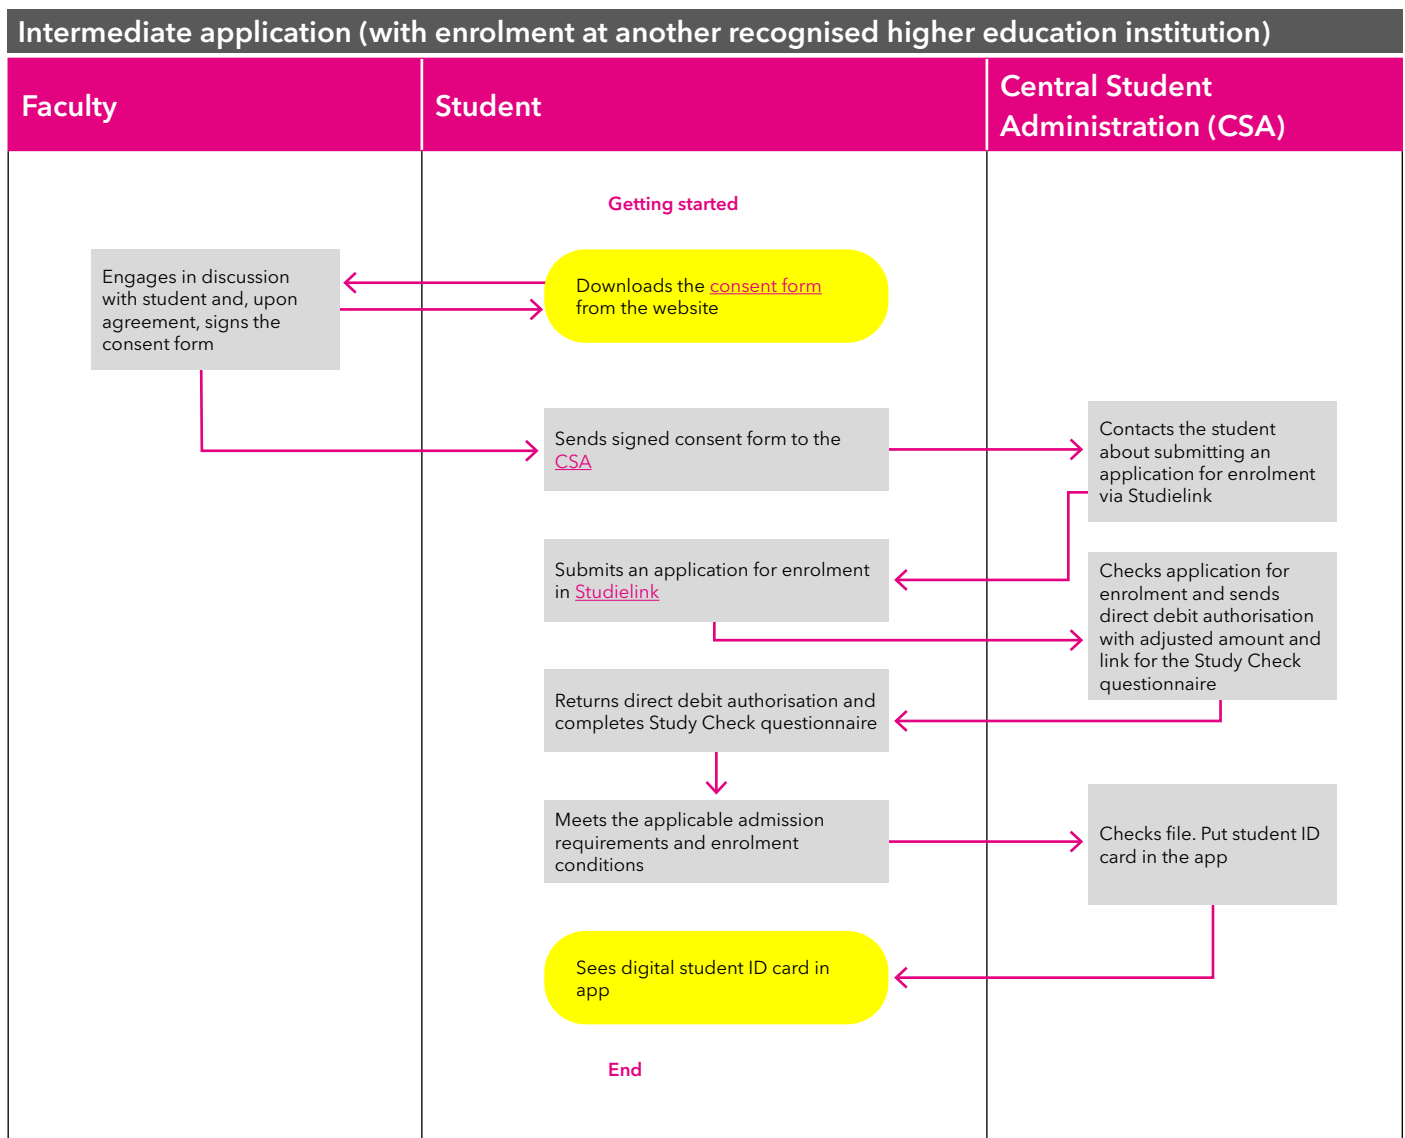 Intermediate application (with enrolment at another recognised higher education institution)
Faculty
Student
Central Student
Administration (CSA)
Getting started
Engages in discussion
with student and, upon
agreement, signs the
consent form
Downloads the consent form
from the website
Sends signed consent form to the
CSA
Contacts the student
about submitting an
application for enrolment
via Studielink
Submits an application for enrolment
in Studielink
Checks application for
enrolment and sends
direct debit authorisation
with adjusted amount and
link for the Study Check
questionnaire
Returns direct debit authorisation and
completes Study Check questionnaire
Meets the applicable admission
requirements and enrolment
conditions
Checks file. Put student ID
card in the app
Sees digital student ID card in
app
End